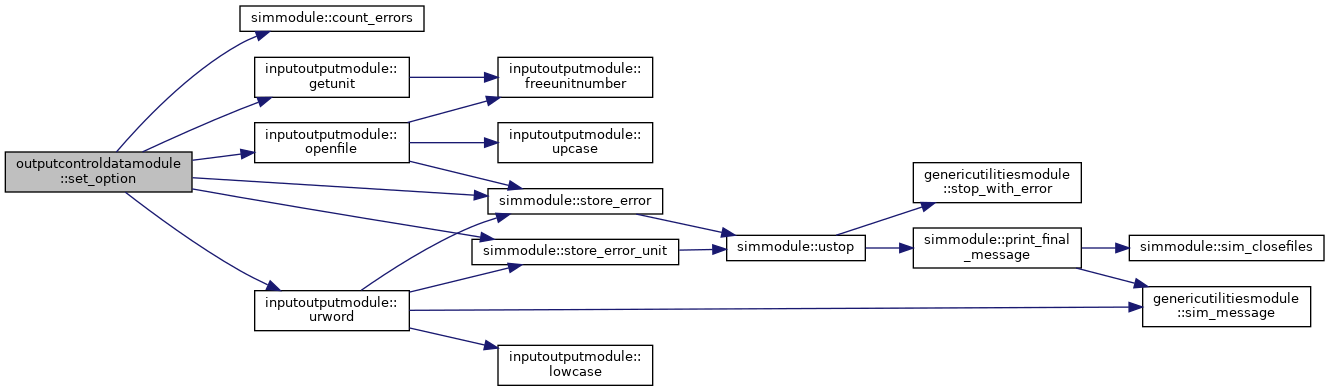 simmodule::count_errors
inputoutputmodule::
getunit
inputoutputmodule::
freeunitnumber
inputoutputmodule::
openfile
inputoutputmodule::
upcase
outputcontroldatamodule
::set_option
simmodule::store_error
genericutilitiesmodule
::stop_with_error
simmodule::store_error_unit
simmodule::ustop
simmodule::print_final
_message
simmodule::sim_closefiles
inputoutputmodule::
urword
genericutilitiesmodule
::sim_message
inputoutputmodule::
lowcase